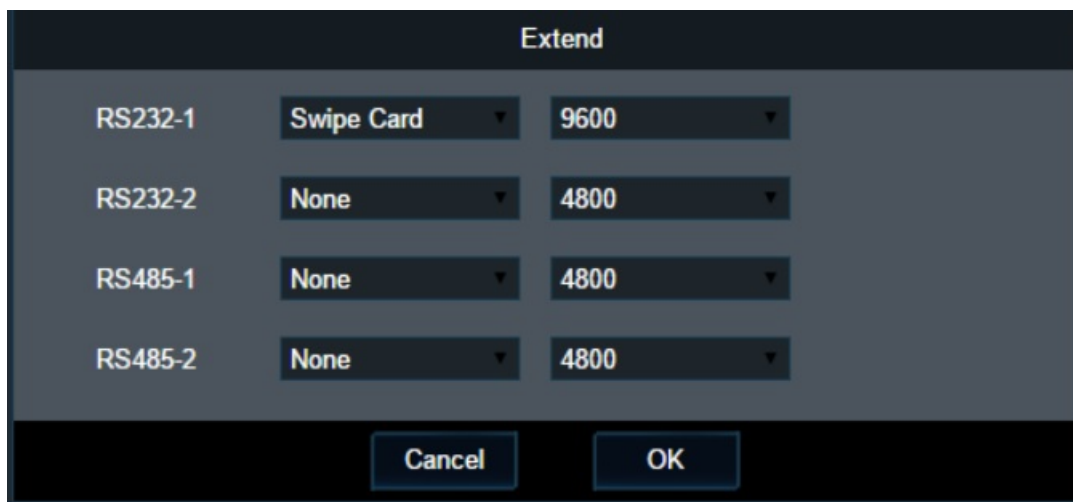 Extend
RS232-1 Swipe Card 9600
RS232-2 None 4800
RS485-1 None 4800
RS485-2 None 4800
Cancel OK